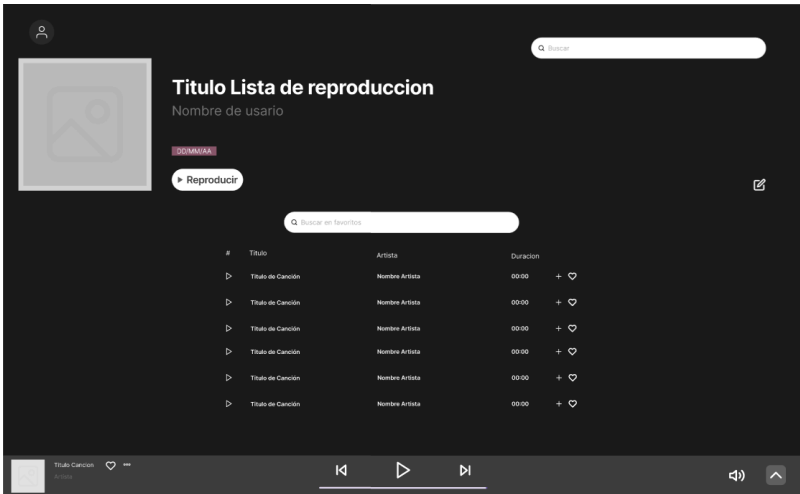 Buscar
Titulo Lista de reproduccion
Nombre de usario
DD/MM/AA
Reproducir
Buscar en favoritos
# Titulo Artista Duracion
Titulo de Canción Nombre Artista 00:00 +
Titulo de Canción Nombre Artista 00:00 +
Titulo de Canción Nombre Artista 00:00 +
Titulo de Canción Nombre Artista 00:00 +
Titulo de Canción Nombre Artista 00:00 +
Titulo de Canción Nombre Artista 00:00 +
Titulo Cancion
Artista